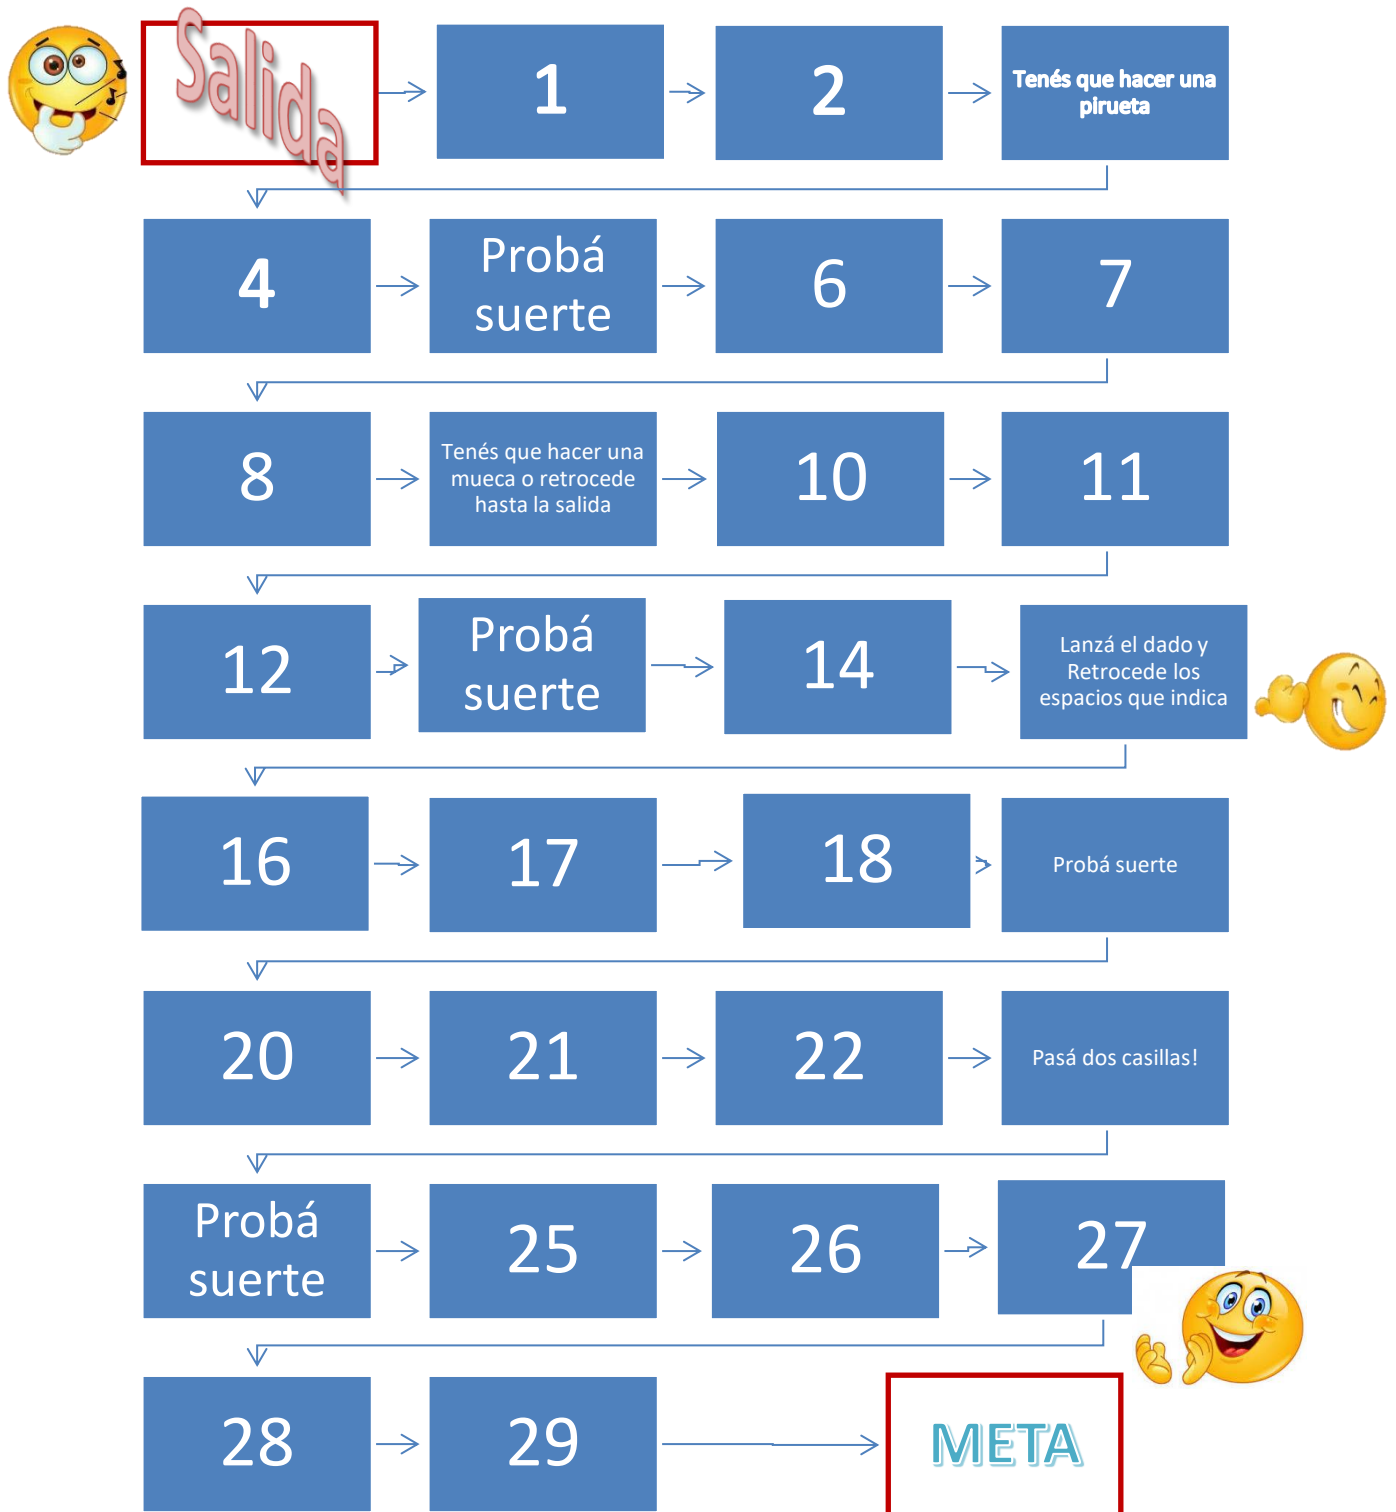 Salida
1
2
Tenés que hacer una
pirueta
4
Probá
suerte
6
7
8
Tenés que hacer una
mueca o retrocede
hasta la salida
10
11
12
Probá
suerte
14
Lanzá el dado y
Retrocede los
espacios que indica
16
17
18
Probá suerte
20
21
22
Pasá dos casillas!
Probá
suerte
25
26
27
28
29
META